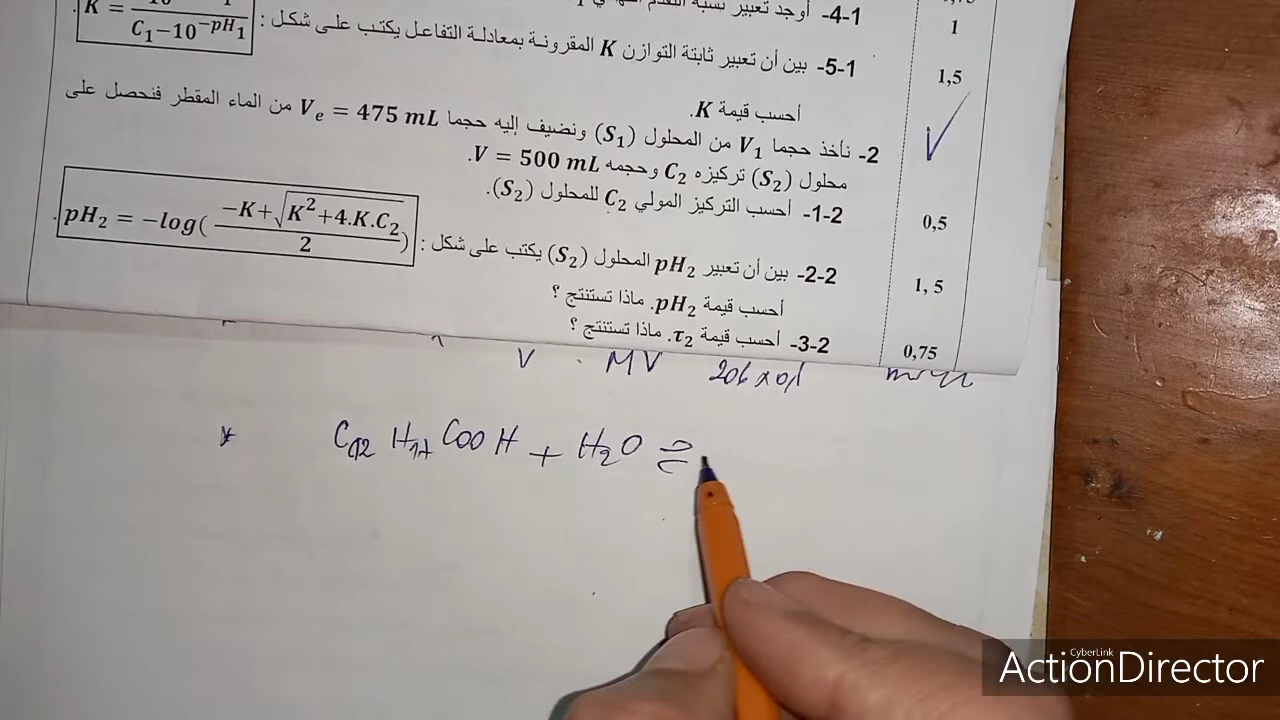 1-4- أوجد تعبير نسبة التقدم النهائي
1
1-5- بين أن تعبير ثابتة التوازن K المقرونة بمعادلة التفاعل يكتب على شكل : K = C₁−10^−pH₁
1,5
أحسب قيمة K.
2- نأخذ حجما V₁ من المحلول (S₁) ونضيف إليه حجما Vₑ = 475 mL من الماء المقطر فنحصل على
محلول (S₂) تركيزه C₂ وحجمه V = 500 mL.
2-1- أحسب التركيز المولي C₂ للمحلول (S₂).
0,5
2-2- بين أن تعبير pH₂ المحلول (S₂) يكتب على شكل : pH₂ = −log( (−K+√(K²+4.K.C₂))/2 ).
1, 5
أحسب قيمة pH₂. ماذا تستنتج ؟
2-3- أحسب قيمة τ₂. ماذا تستنتج ؟
0,75
V MV 206 x 0,1
* C₁₂ H₁₇ COO H + H₂O ⇌
CyberLink
ActionDirector